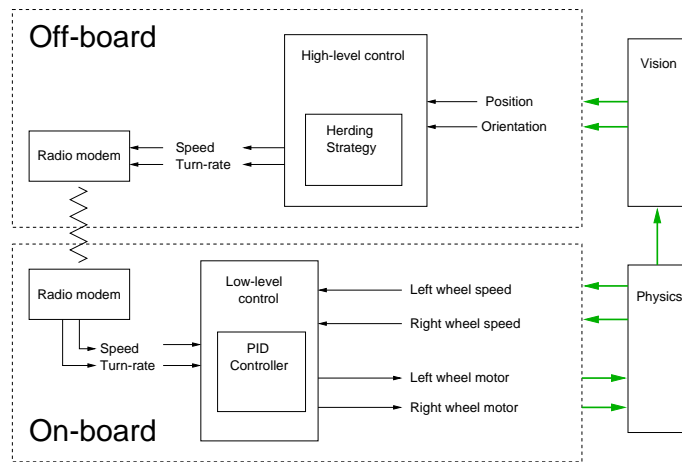 Off-board
High-level control
Vision
Position
Orientation
Herding
Strategy
Radio modem
Speed
Turn-rate
Radio modem
Low-level
control
Left wheel speed
Physics
Right wheel speed
PID
Controller
Speed
Turn-rate
Left wheel motor
Right wheel motor
On-board